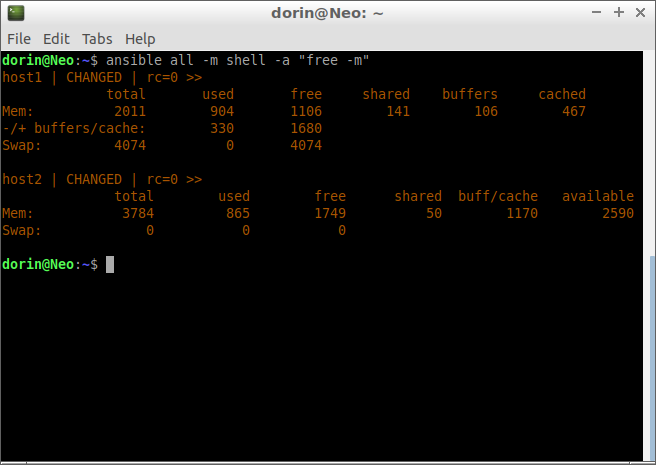 dorin@Neo: ~
File Edit Tabs Help
dorin@Neo:~$ ansible all -m shell -a "free -m"
host1 | CHANGED | rc=0 >>
             total       used       free     shared    buffers     cached
Mem:          2011        904       1106        141        106        467
-/+ buffers/cache:        330       1680
Swap:         4074          0       4074

host2 | CHANGED | rc=0 >>
              total        used        free      shared  buff/cache   available
Mem:           3784         865        1749          50        1170        2590
Swap:             0           0           0

dorin@Neo:~$